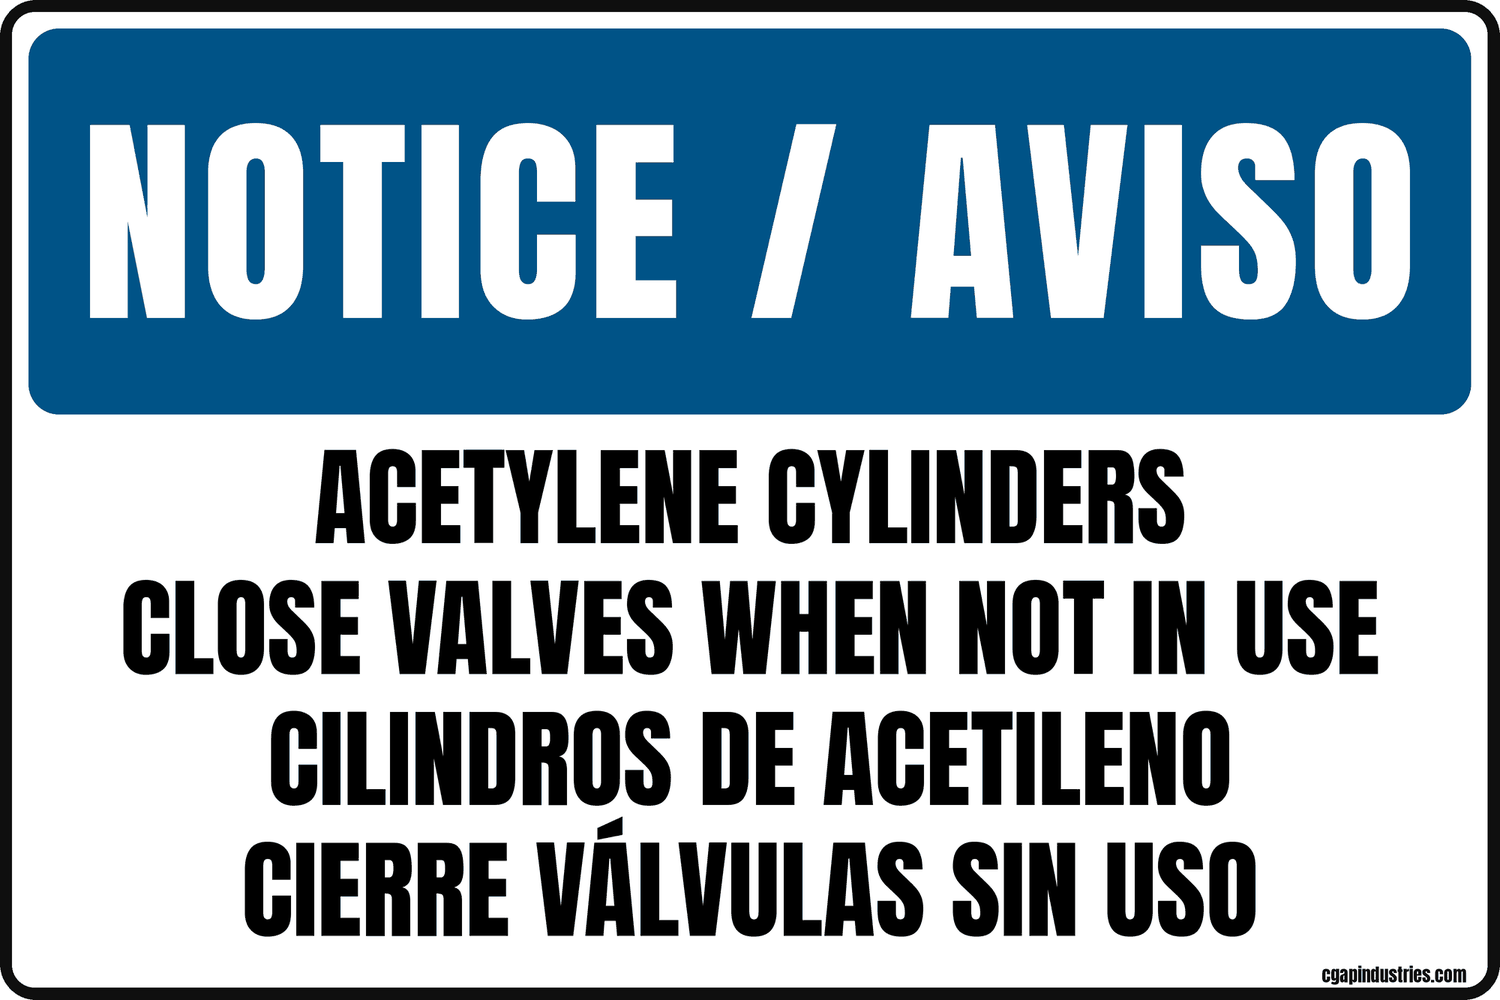 NOTICE / AVISO
ACETYLENE CYLINDERS
CLOSE VALVES WHEN NOT IN USE
CILINDROS DE ACETILENO
CIERRE VÁLVULAS SIN USO
cgapindustries.com